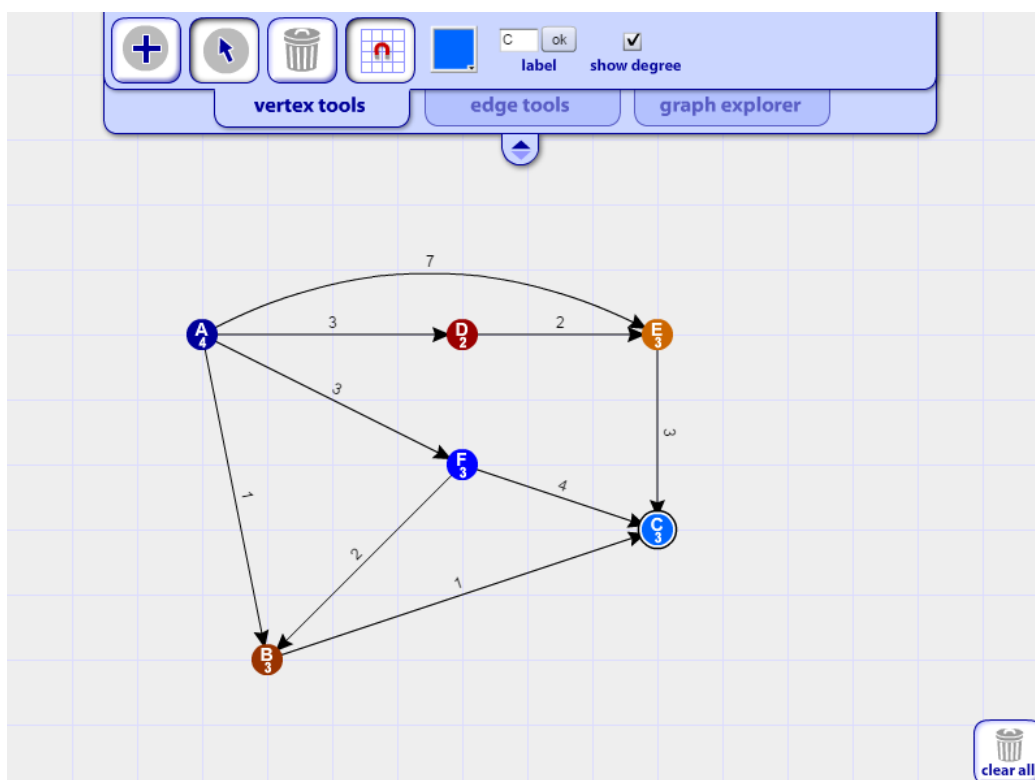 C ok
label show degree
vertex tools edge tools graph explorer
7
A 4 3 D 2 2 E 3
3
3
F 3
4
1
C 3
2
1
B 3
clear all